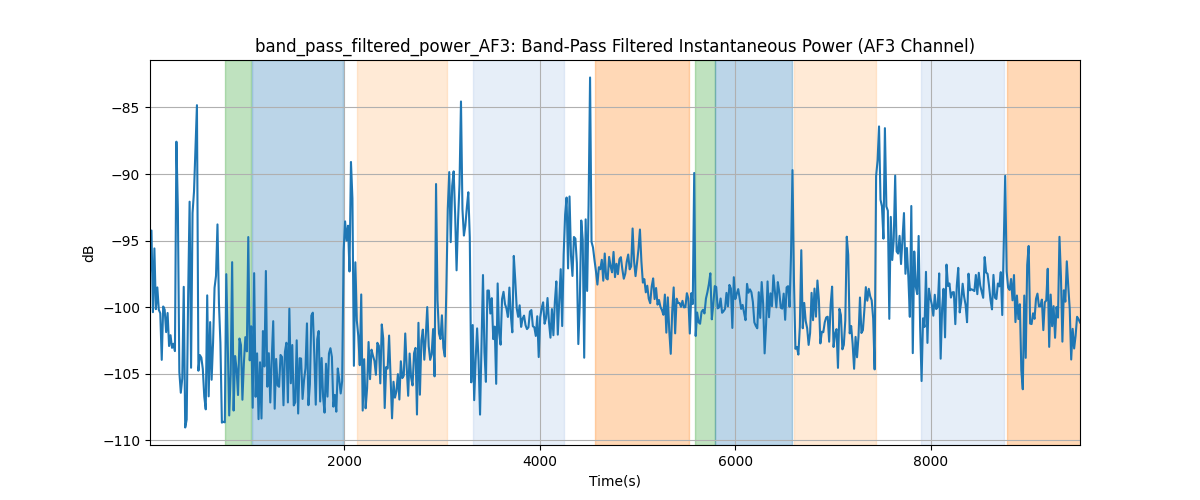 band_pass_filtered_power_AF3: Band-Pass Filtered Instantaneous Power (AF3 Channel)
−85
−90
−95
−100
−105
−110
dB
2000 4000 6000 8000
Time(s)